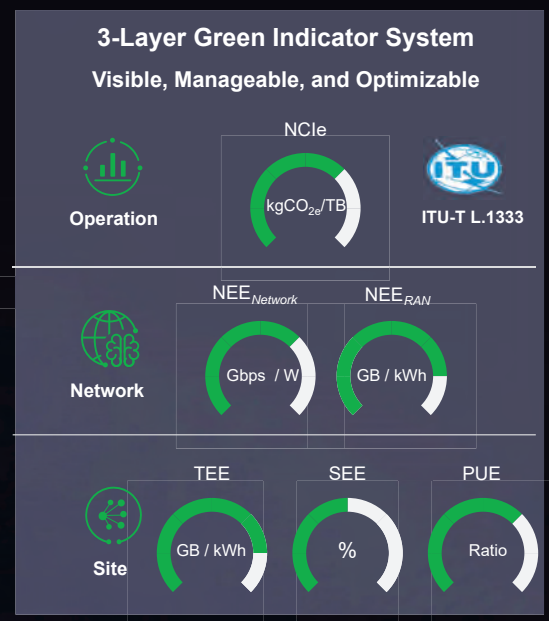 3-Layer Green Indicator System
Visible, Manageable, and Optimizable
NCIe
kgCO2e/TB
ITU
Operation
ITU-T L.1333
NEENetwork
NEERAN
Gbps / W
GB / kWh
Network
TEE
SEE
PUE
GB / kWh
%
Ratio
Site